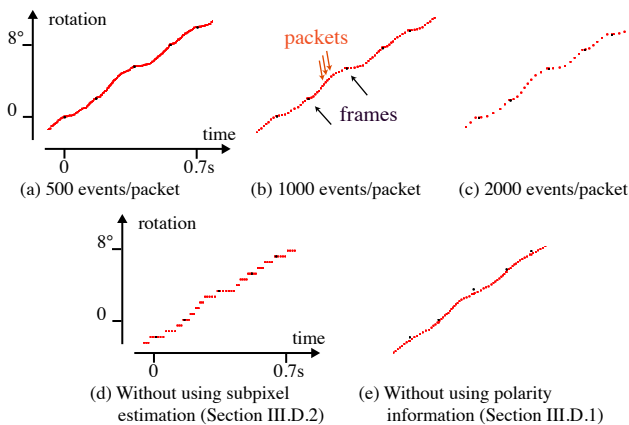 rotation
8°
0
time
0
0.7s
(a) 500 events/packet
packets
frames
(b) 1000 events/packet
(c) 2000 events/packet
rotation
8°
0
time
0
0.7s
(d) Without using subpixel
estimation (Section III.D.2)
(e) Without using polarity
information (Section III.D.1)